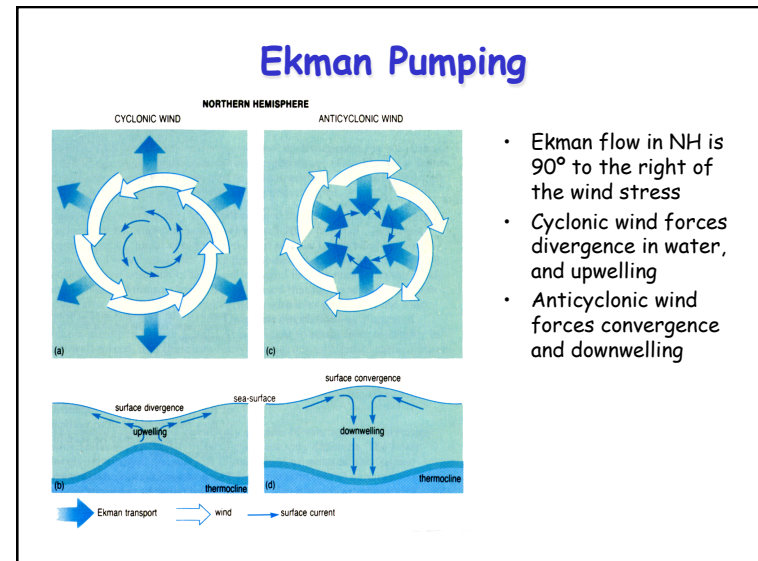 Ekman Pumping
NORTHERN HEMISPHERE
CYCLONIC WIND
ANTICYCLONIC WIND
(a)
(c)
surface divergence
sea-surface
upwelling
(b)
thermocline
surface convergence
downwelling
(d)
thermocline
Ekman transport
wind
surface current
• Ekman flow in NH is
90º to the right of
the wind stress
• Cyclonic wind forces
divergence in water,
and upwelling
• Anticyclonic wind
forces convergence
and downwelling